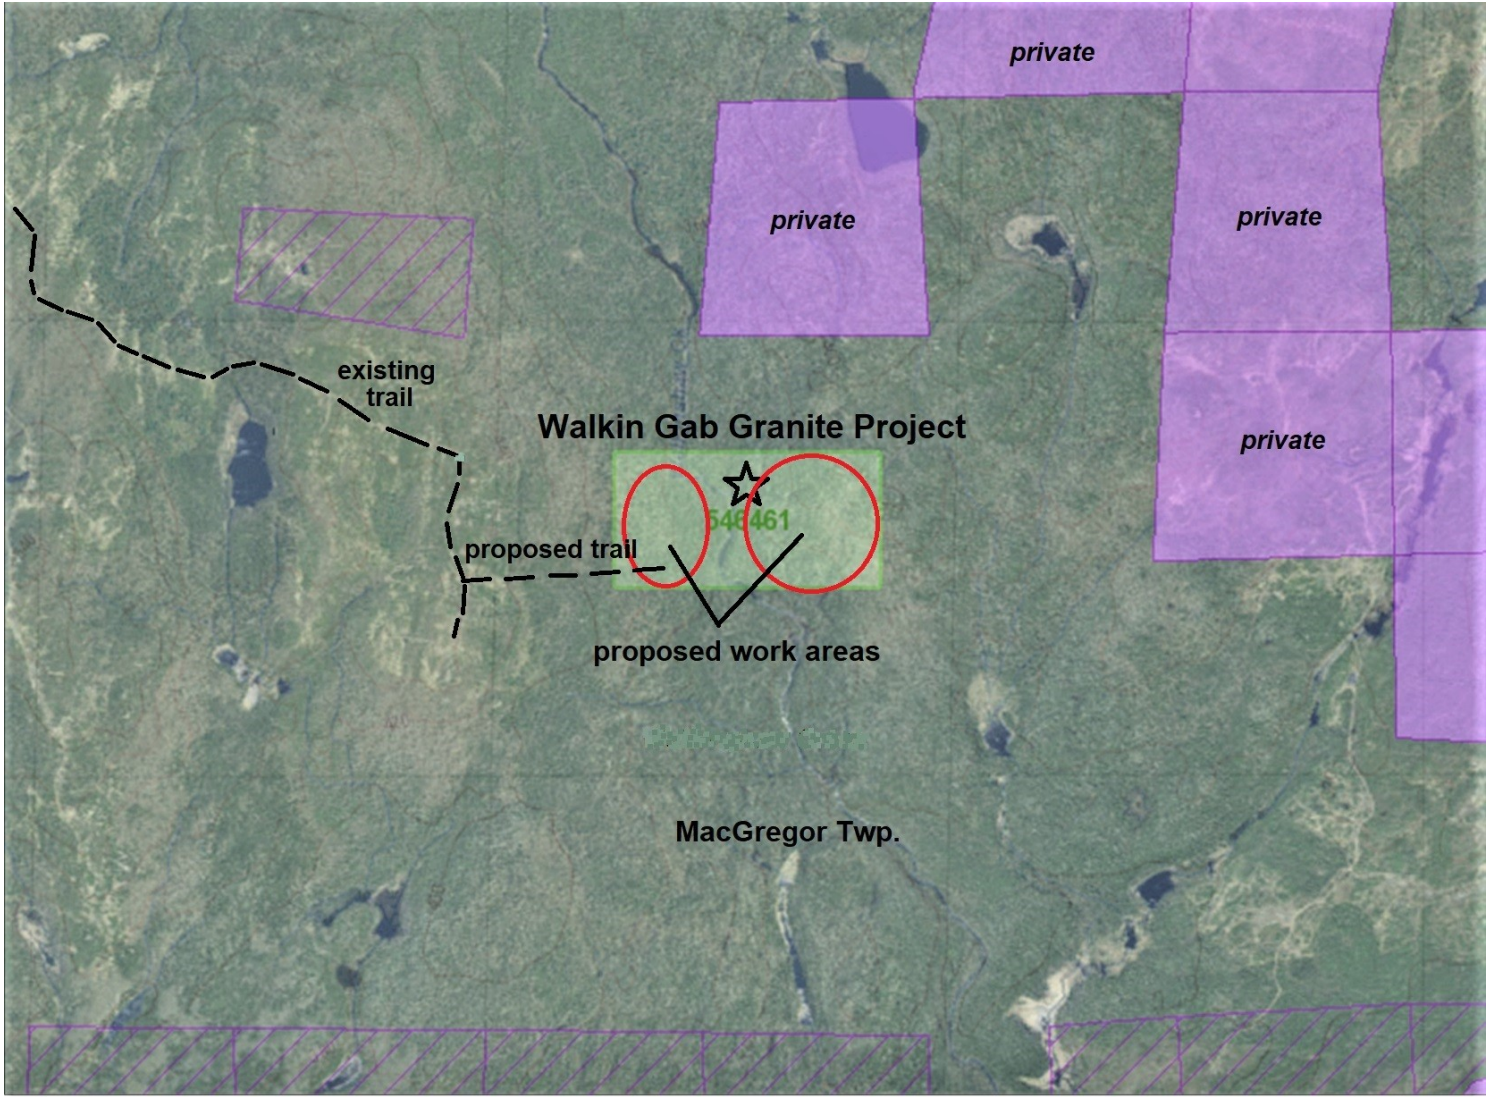 private
private
private
existing
trail
Walkin Gab Granite Project
private
546461
proposed trail
proposed work areas
MacGregor Twp.